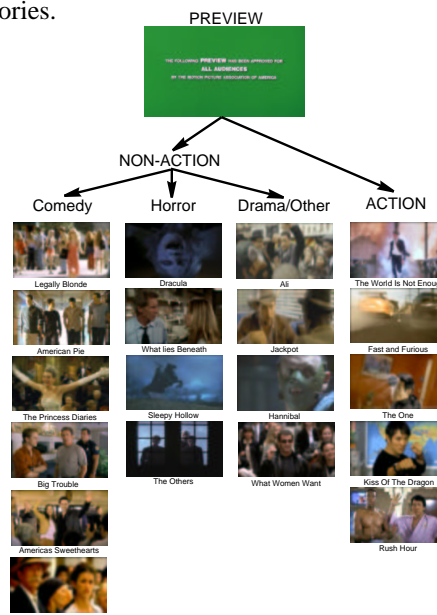 ories.
PREVIEW
THE FOLLOWING PREVIEW HAS BEEN APPROVED FOR
ALL AUDIENCES
BY THE MOTION PICTURE ASSOCIATION OF AMERICA
NON-ACTION
Comedy Horror Drama/Other ACTION
Legally Blonde Dracula Ali The World Is Not Enoug
American Pie What lies Beneath Jackpot Fast and Furious
The Princess Diaries Sleepy Hollow Hannibal The One
Big Trouble The Others What Women Want Kiss Of The Dragon
Americas Sweethearts Rush Hour